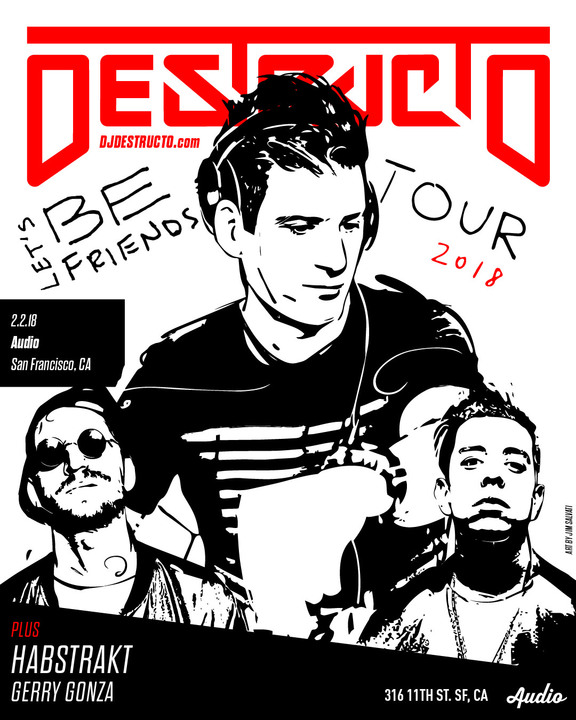 DESTRUCTO
DJDESTRUCTO.com
LET'S
BE
FRIENDS
TOUR
2018
2.2.18
Audio
San Francisco, CA
ART BY JIM SALVATI
PLUS
HABSTRAKT
GERRY GONZA
316 11TH ST. SF, CA
Audio